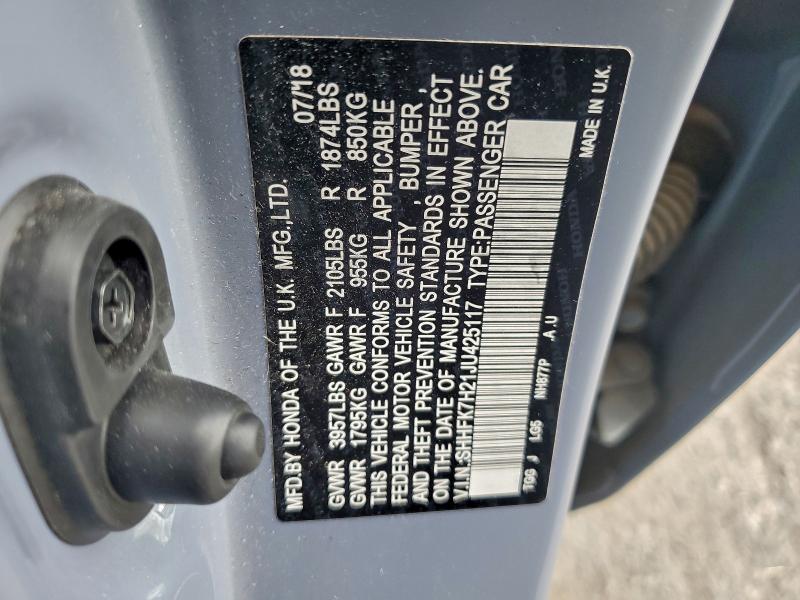 MFD.BY HONDA OF THE U.K. MFG.,LTD. 07/18
GVWR 3957LBS GAWR F 2105LBS R 1874LBS
GVWR 1795KG GAWR F 955KG R 850KG
THIS VEHICLE CONFORMS TO ALL APPLICABLE
FEDERAL MOTOR VEHICLE SAFETY , BUMPER ,
AND THEFT PREVENTION STANDARDS IN EFFECT
ON THE DATE OF MANUFACTURE SHOWN ABOVE.
V.I.N.:SHHFK7H21JU425117 TYPE:PASSENGER CAR
TGG J LG5 NH877P .A.U
MADE IN U.K.